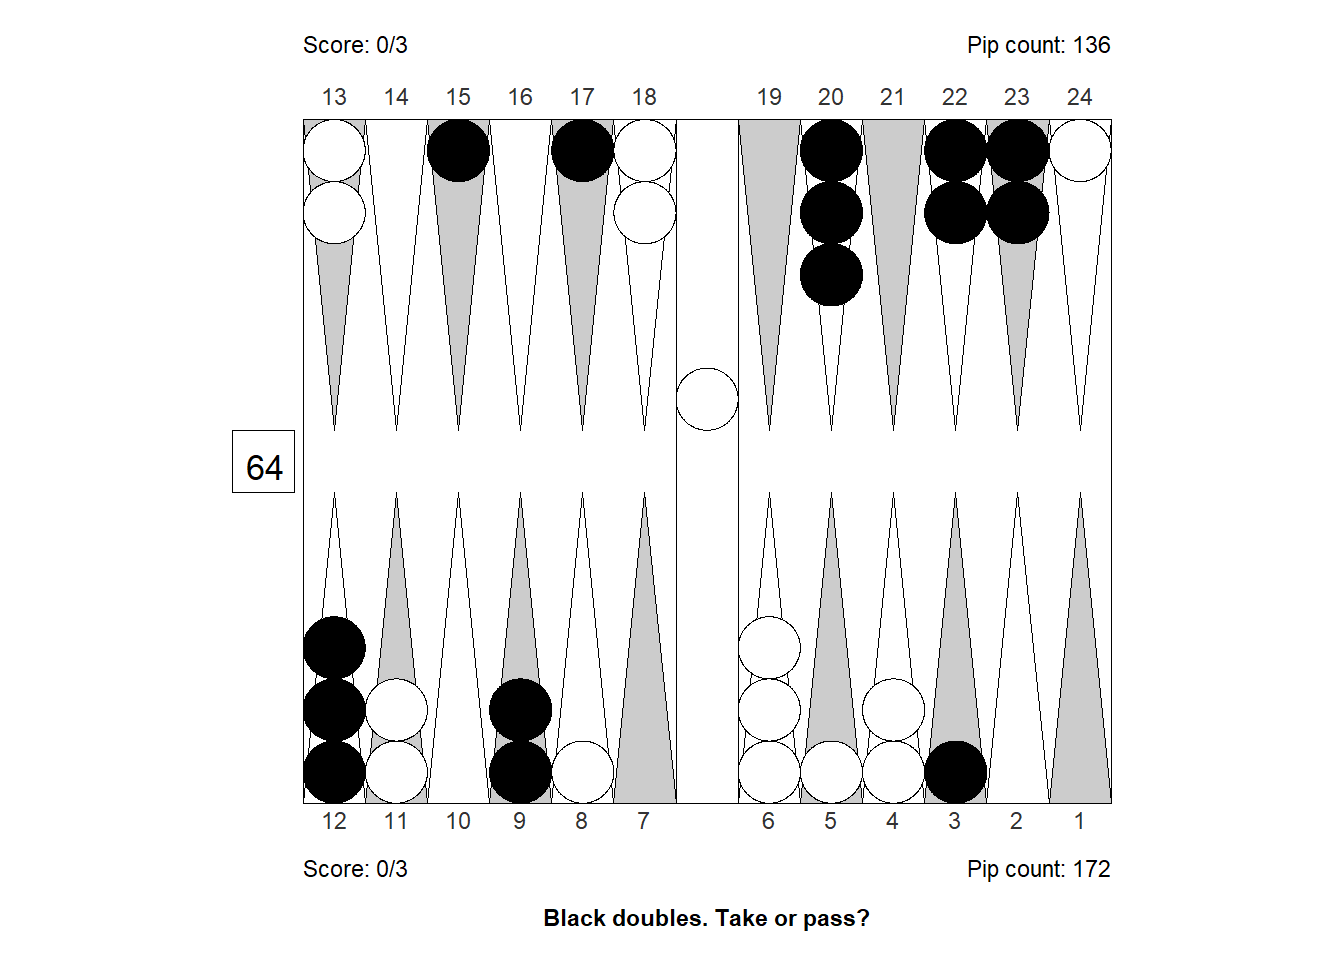 Score: 0/3 Pip count: 136
13 14 15 16 17 18 19 20 21 22 23 24
64
12 11 10 9 8 7 6 5 4 3 2 1
Score: 0/3 Pip count: 172
Black doubles. Take or pass?